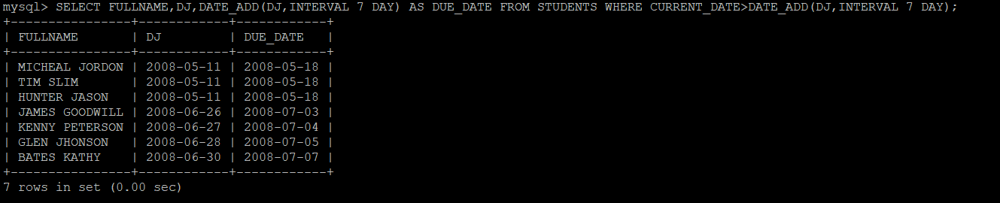 mysql> SELECT FULLNAME,DJ,DATE_ADD(DJ,INTERVAL 7 DAY) AS DUE_DATE FROM STUDENTS WHERE CURRENT_DATE>DATE_ADD(DJ,INTERVAL 7 DAY);
+----------------+------------+------------+
| FULLNAME       | DJ         | DUE_DATE   |
+----------------+------------+------------+
| MICHEAL JORDON | 2008-05-11 | 2008-05-18 |
| TIM SLIM       | 2008-05-11 | 2008-05-18 |
| HUNTER JASON   | 2008-05-11 | 2008-05-18 |
| JAMES GOODWILL | 2008-06-26 | 2008-07-03 |
| KENNY PETERSON | 2008-06-27 | 2008-07-04 |
| GLEN JHONSON   | 2008-06-28 | 2008-07-05 |
| BATES KATHY    | 2008-06-30 | 2008-07-07 |
+----------------+------------+------------+
7 rows in set (0.00 sec)